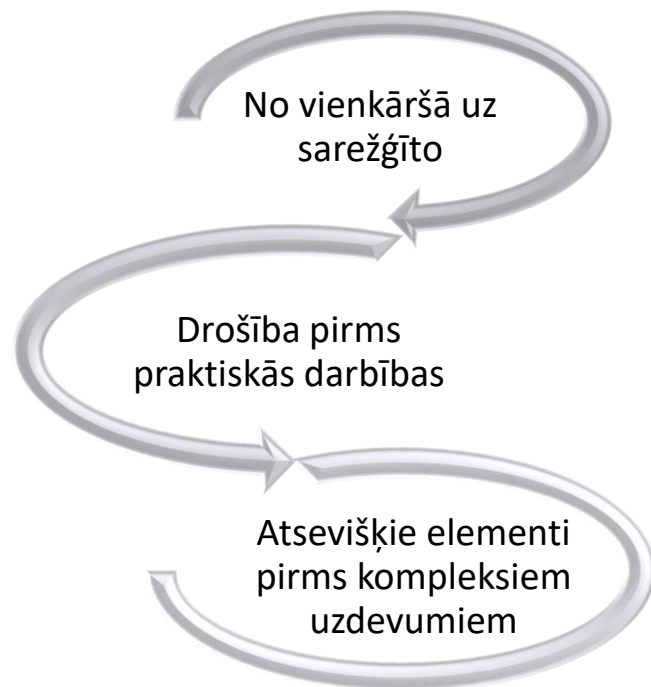 No vienkāršā uz
sarežģīto
Drošība pirms
praktiskās darbības
Atsevišķie elementi
pirms kompleksiem
uzdevumiem